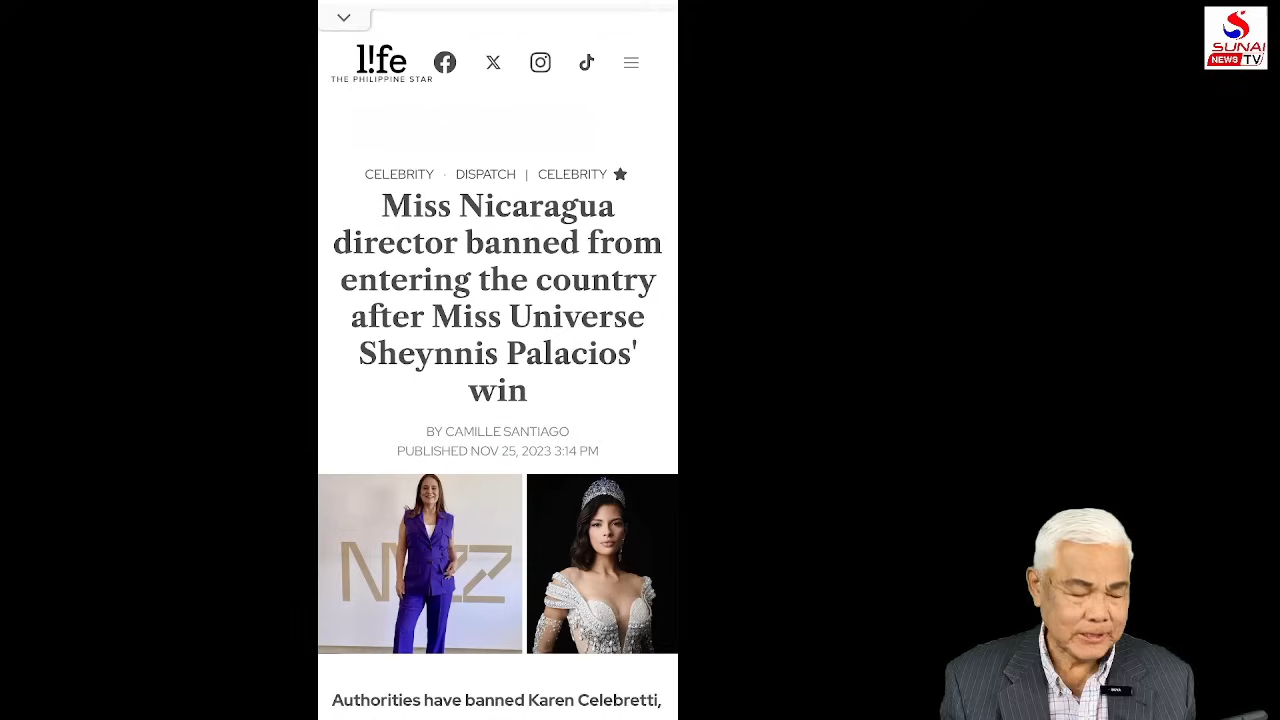 l!fe
THE PHILIPPINE STAR
SUNAI
NEWS TV
CELEBRITY · DISPATCH | CELEBRITY ★
Miss Nicaragua
director banned from
entering the country
after Miss Universe
Sheynnis Palacios'
win
BY CAMILLE SANTIAGO
PUBLISHED NOV 25, 2023 3:14 PM
Authorities have banned Karen Celebretti,